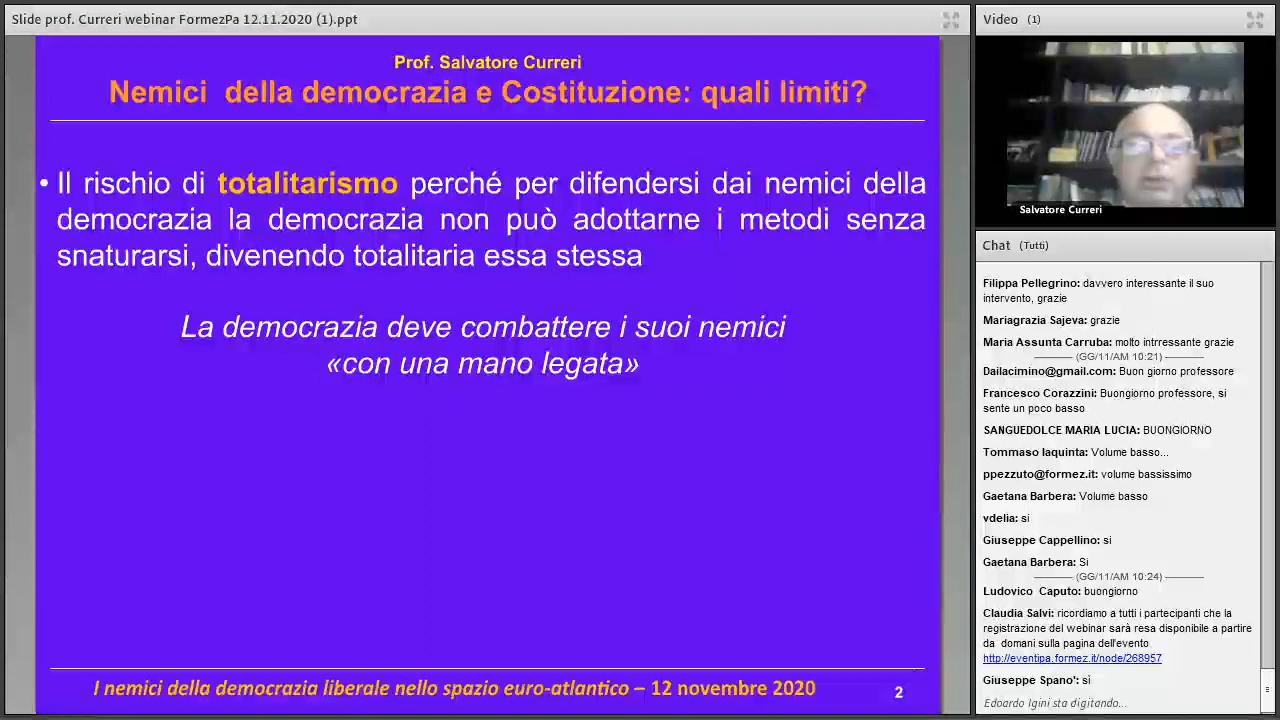 Slide prof. Curreri webinar FormezPa 12.11.2020 (1).ppt
Prof. Salvatore Curreri
Nemici della democrazia e Costituzione: quali limiti?
• Il rischio di totalitarismo perché per difendersi dai nemici della
democrazia la democrazia non può adottarne i metodi senza
snaturarsi, divenendo totalitaria essa stessa
La democrazia deve combattere i suoi nemici
«con una mano legata»
I nemici della democrazia liberale nello spazio euro-atlantico – 12 novembre 2020
2
Video (1)
Salvatore Curreri
Chat (Tutti)
Filippa Pellegrino: davvero interessante il suo
intervento, grazie
Mariagrazia Sajeva: grazie
Maria Assunta Carruba: molto intrressante grazie
(GG/11/AM 10:21)
Dailacimino@gmail.com: Buon giorno professore
Francesco Corazzini: Buongiorno professore, si
sente un poco basso
SANGUEDOLCE MARIA LUCIA: BUONGIORNO
Tommaso Iaquinta: Volume basso...
ppezzuto@formez.it: volume bassissimo
Gaetana Barbera: Volume basso
vdelia: si
Giuseppe Cappellino: si
Gaetana Barbera: Si
(GG/11/AM 10:24)
Ludovico Caputo: buongiorno
Claudia Salvi: ricordiamo a tutti i partecipanti che la
registrazione del webinar sarà resa disponibile a partire
da domani sulla pagina dell'evento
http://eventipa.formez.it/node/268957
Giuseppe Spano': sì
Edoardo Igini sta digitando...